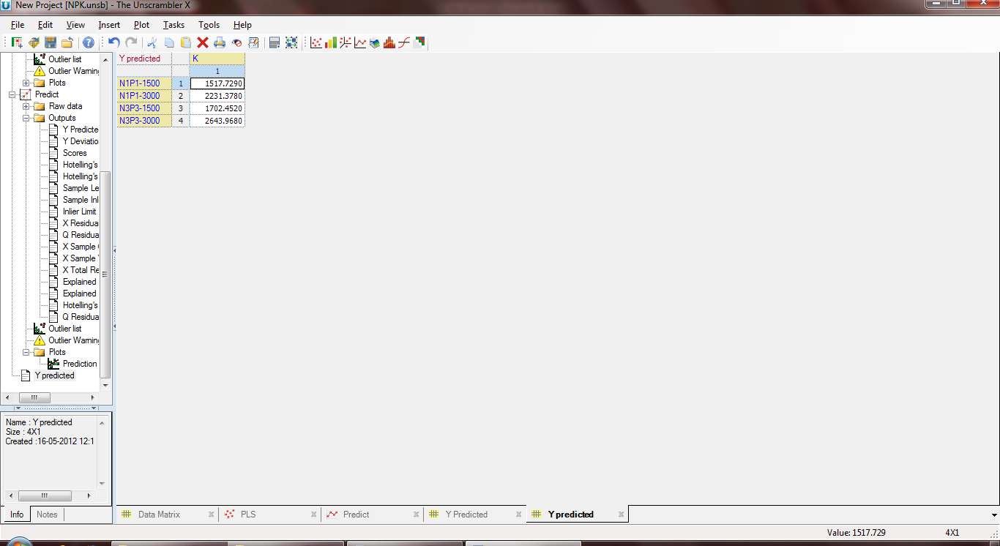 New Project [NPK.unsb] - The Unscrambler X
File Edit View Insert Plot Tasks Tools Help
Outlier list
Outlier Warnin
Plots
Predict
Raw data
Outputs
Y Predicte
Y Deviatio
Scores
Hotelling's
Hotelling's
Sample Le
Sample Inl
Inlier Limit
X Residual
Q Residua
X Sample
X Sample
X Total Re
Explained
Explained
Hotelling's
Q Residua
Outlier list
Outlier Warnin
Plots
Prediction
Y predicted
Y predicted K
1
N1P1-1500 1 1517.7290
N1P1-3000 2 2231.3780
N3P3-1500 3 1702.4520
N3P3-3000 4 2643.9680
Name : Y predicted
Size : 4X1
Created :16-05-2012 12:1
Info Notes
Data Matrix PLS Predict Y Predicted Y predicted
Value: 1517.729 4X1